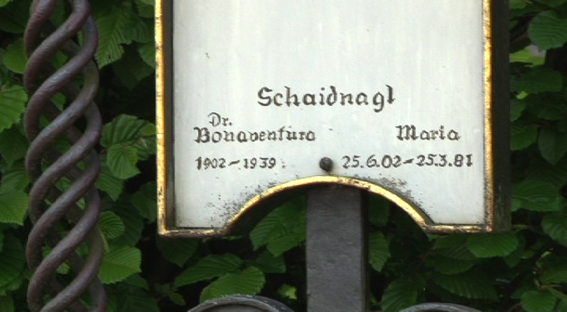 Schaidnagl
Dr.
Bonaventura Maria
1902-1939 25.6.02-25.3.81